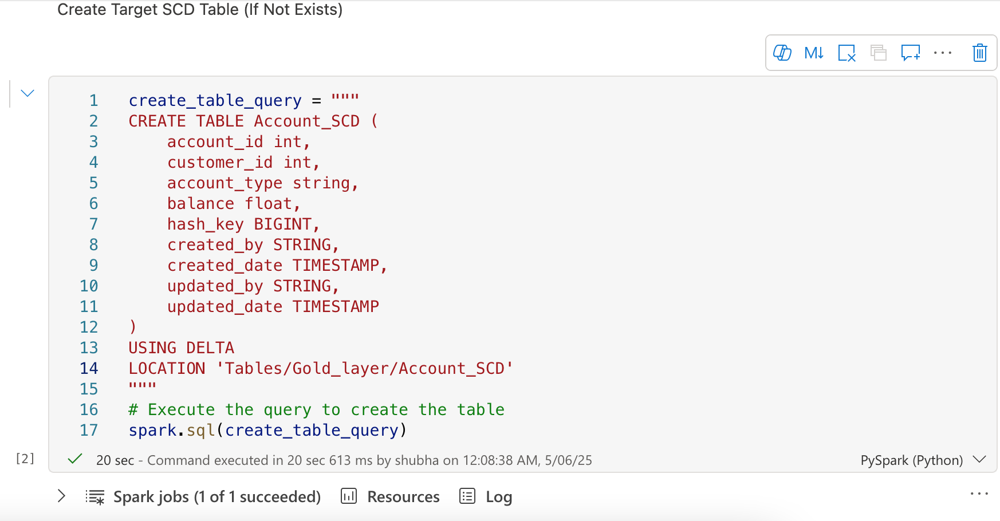 Create Target SCD Table (If Not Exists)
M↓
1 create_table_query = """
2 CREATE TABLE Account_SCD (
3     account_id int,
4     customer_id int,
5     account_type string,
6     balance float,
7     hash_key BIGINT,
8     created_by STRING,
9     created_date TIMESTAMP,
10     updated_by STRING,
11     updated_date TIMESTAMP
12 )
13 USING DELTA
14 LOCATION 'Tables/Gold_layer/Account_SCD'
15 """
16 # Execute the query to create the table
17 spark.sql(create_table_query)
[2] 20 sec - Command executed in 20 sec 613 ms by shubha on 12:08:38 AM, 5/06/25 PySpark (Python)
Spark jobs (1 of 1 succeeded) Resources Log